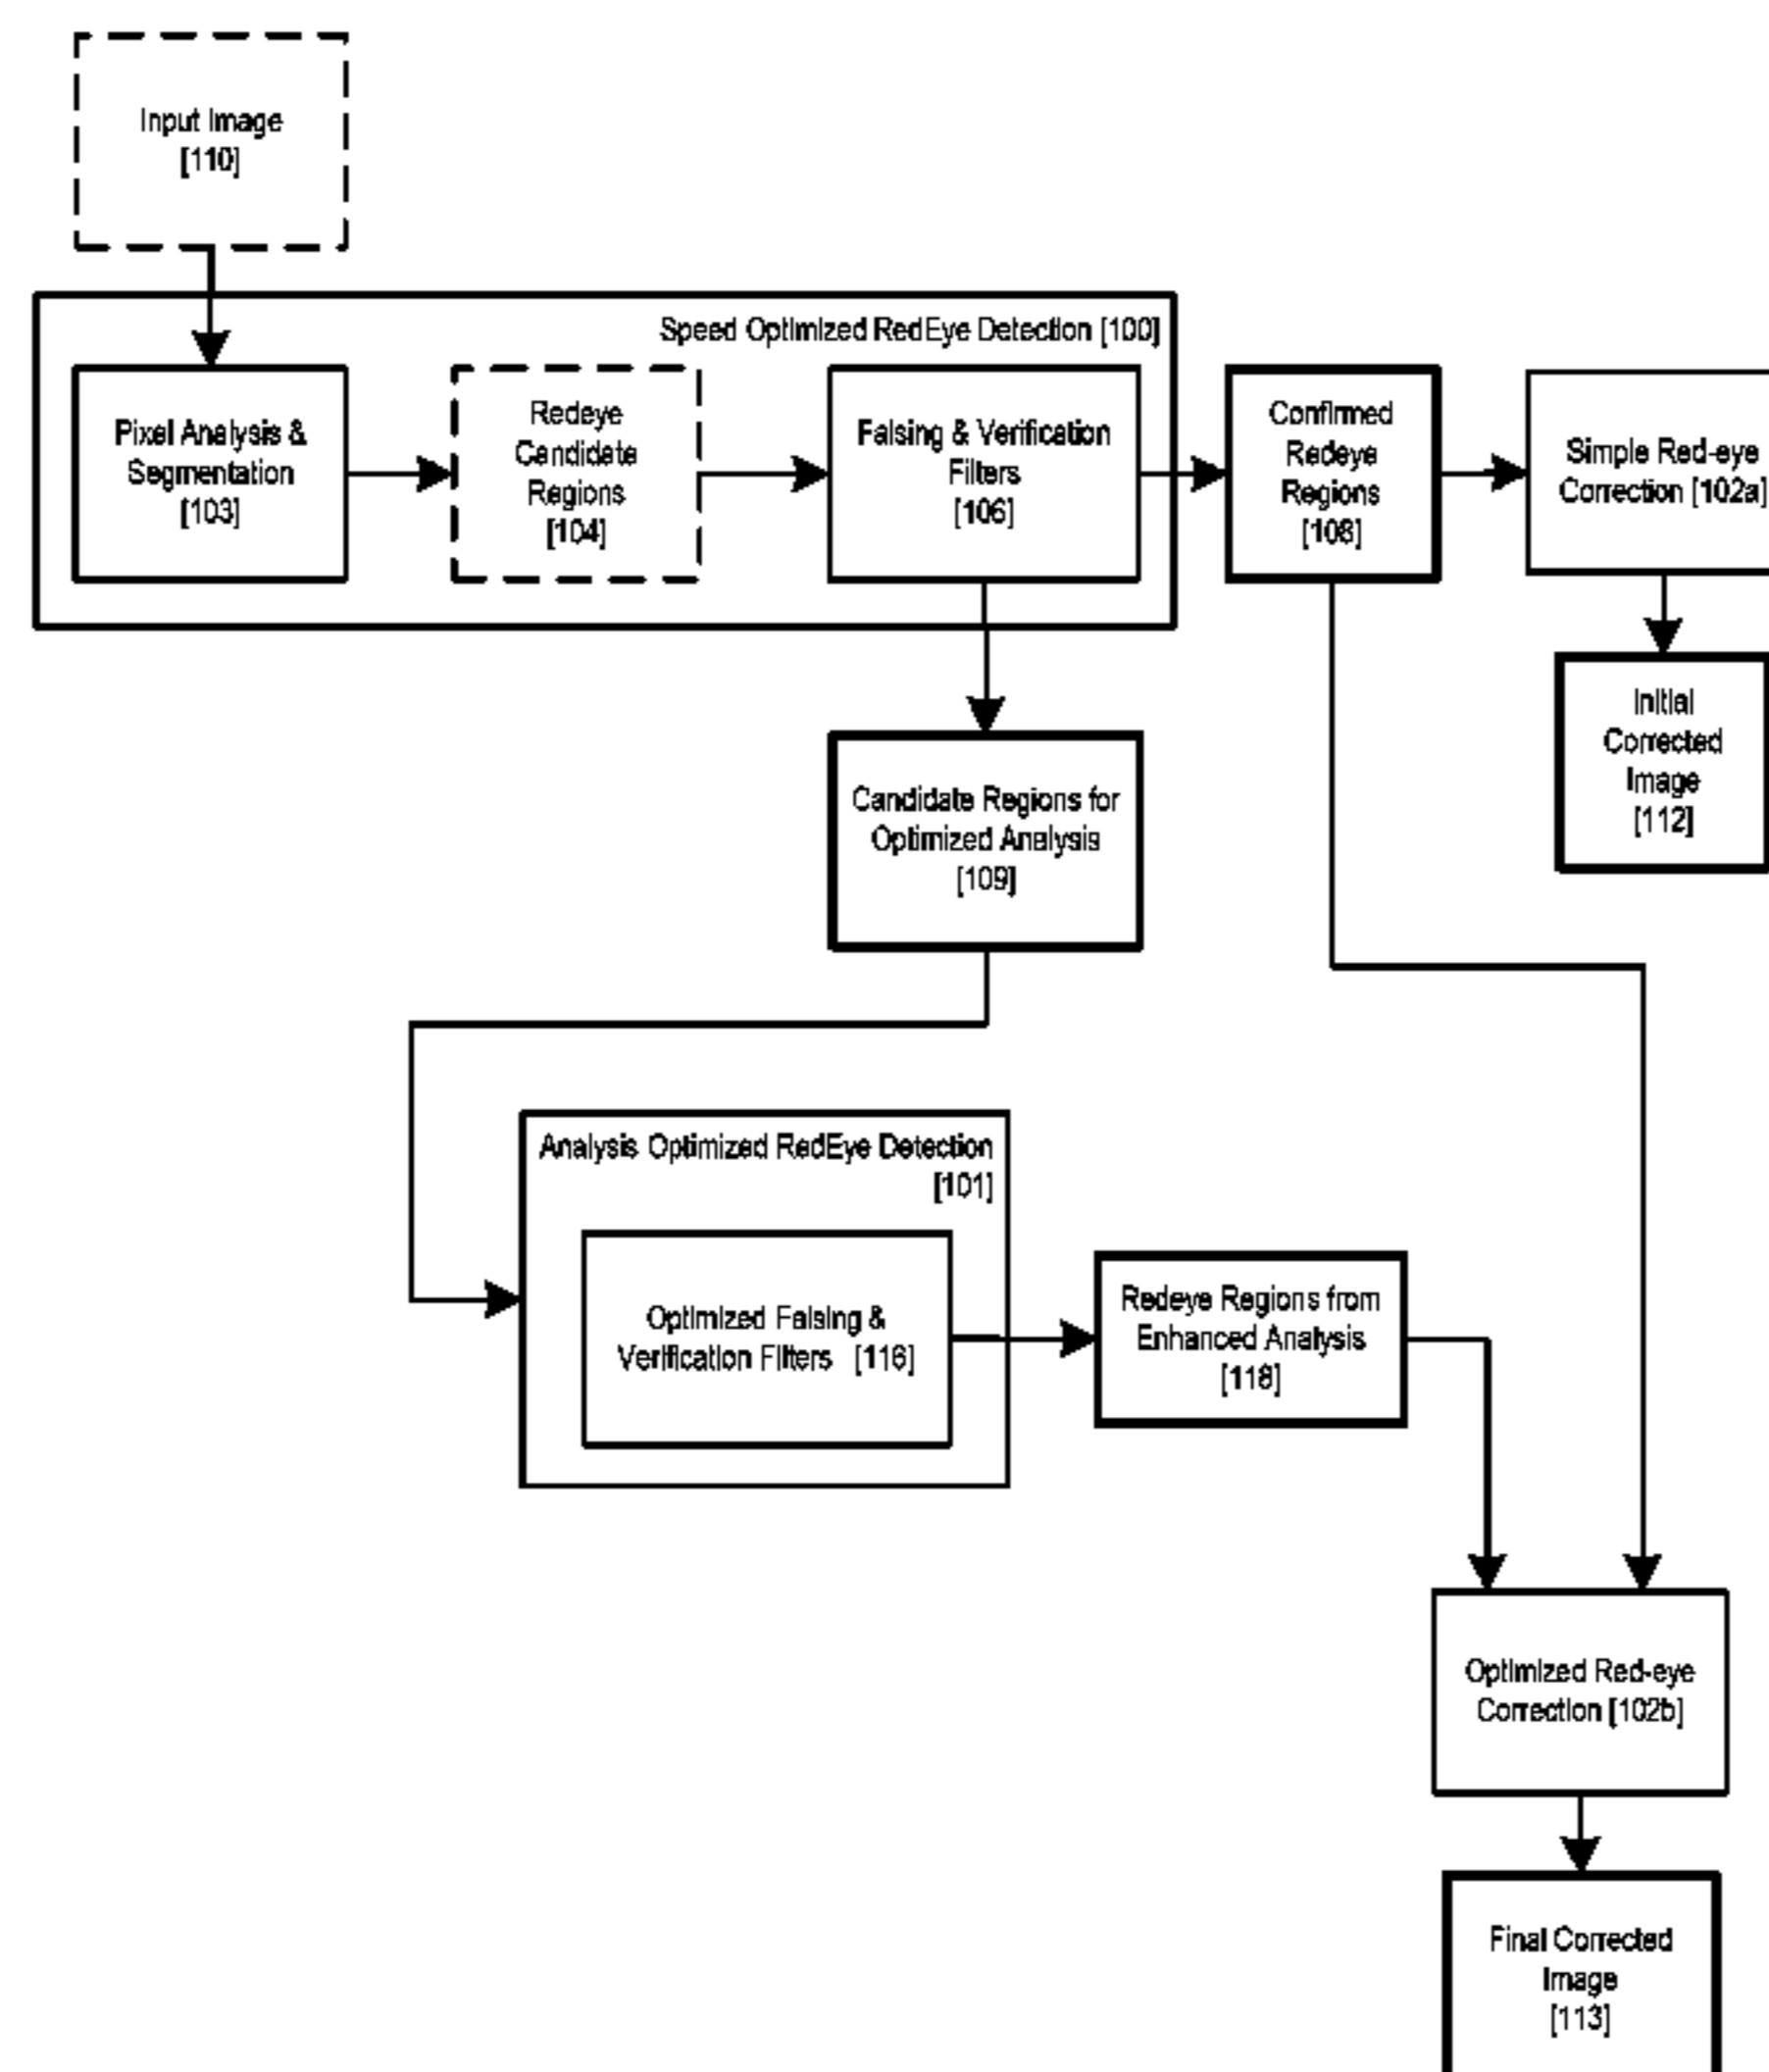 Input Image
[110]
Speed Optimized RedEye Detection [100]
Pixel Analysis &
Segmentation
[103]
Redeye
Candidate
Regions
[104]
Falsing & Verification
Filters
[106]
Confirmed
Redeye
Regions
[108]
Simple Red-eye
Correction [102a]
Initial
Corrected
Image
[112]
Candidate Regions for
Optimized Analysis
[109]
Analysis Optimized RedEye Detection
[101]
Optimized Falsing &
Verification Filters [116]
Redeye Regions from
Enhanced Analysis
[118]
Optimized Red-eye
Correction [102b]
Final Corrected
Image
[113]